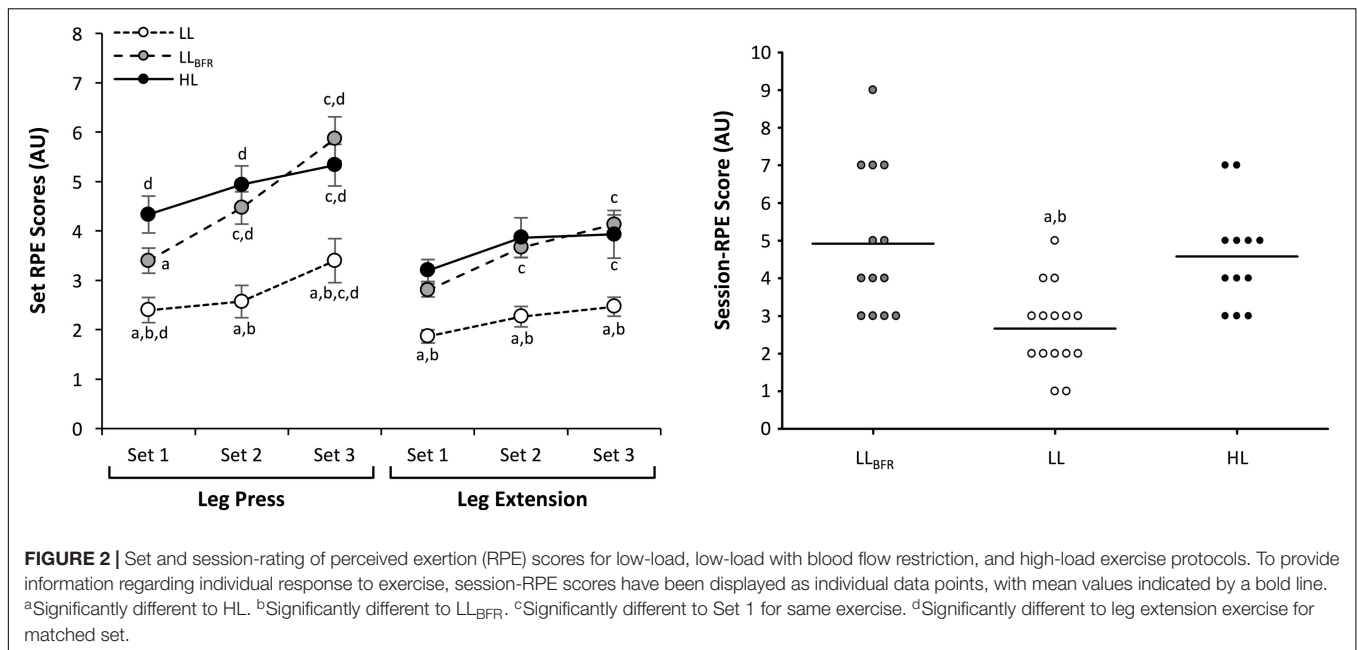 8
7
6
5
4
3
2
1
0
Set RPE Scores (AU)
LL
LLBFR
HL
d
a
a,b,d
d
c,d
a,b
c,d
c,d
a,b,c,d
a,b
c
a,b
c
c
a,b
Set 1 Set 2 Set 3 Set 1 Set 2 Set 3
Leg Press Leg Extension
10
9
8
7
6
5
4
3
2
1
0
Session-RPE Score (AU)
a,b
LLBFR LL HL
FIGURE 2 | Set and session-rating of perceived exertion (RPE) scores for low-load, low-load with blood flow restriction, and high-load exercise protocols. To provide
information regarding individual response to exercise, session-RPE scores have been displayed as individual data points, with mean values indicated by a bold line.
aSignificantly different to HL. bSignificantly different to LLBFR. cSignificantly different to Set 1 for same exercise. dSignificantly different to leg extension exercise for
matched set.